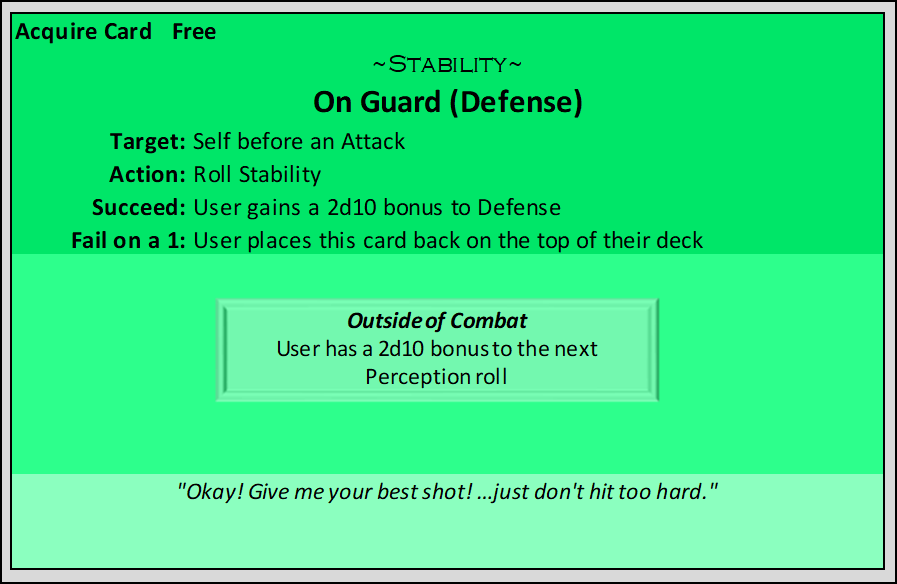 Acquire Card Free
~Stability~
On Guard (Defense)
Target: Self before an Attack
Action: Roll Stability
Succeed: User gains a 2d10 bonus to Defense
Fail on a 1: User places this card back on the top of their deck
Outside of Combat
User has a 2d10 bonus to the next
Perception roll
"Okay! Give me your best shot! ...just don't hit too hard."